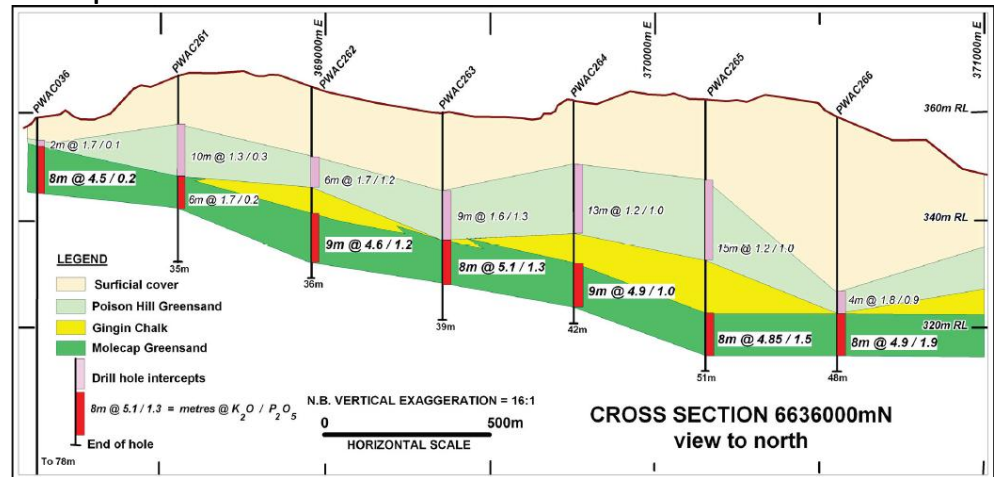 PWAC036
PWAC261
369000m E
PWAC262
PWAC263
PWAC264
370000m E
PWAC265
PWAC266
371000m E
360m RL
340m RL
320m RL
2m @ 1.7 / 0.1
8m @ 4.5 / 0.2
10m @ 1.3 / 0.3
6m @ 1.7 / 0.2
35m
6m @ 1.7 / 1.2
9m @ 4.6 / 1.2
36m
9m @ 1.6 / 1.3
8m @ 5.1 / 1.3
39m
13m @ 1.2 / 1.0
9m @ 4.9 / 1.0
42m
15m @ 1.2 / 1.0
8m @ 4.85 / 1.5
51m
4m @ 1.8 / 0.9
8m @ 4.9 / 1.9
48m
LEGEND
Surficial cover
Poison Hill Greensand
Gingin Chalk
Molecap Greensand
Drill hole intercepts
8m @ 5.1 / 1.3 = metres @ K2O / P2O5
End of hole
To 78m
N.B. VERTICAL EXAGGERATION = 16:1
0 500m
HORIZONTAL SCALE
CROSS SECTION 6636000mN
view to north